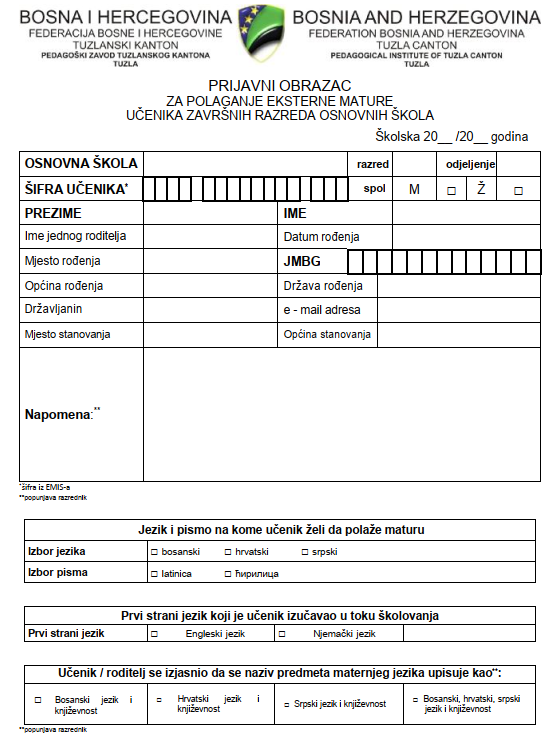 BOSNA I HERCEGOVINA
FEDERACIJA BOSNE I HERCEGOVINE
TUZLANSKI KANTON
PEDAGOŠKI ZAVOD TUZLANSKOG KANTONA
TUZLA
BOSNIA AND HERZEGOVINA
FEDERATION BOSNIA AND HERZEGOVINA
TUZLA CANTON
PEDAGOGICAL INSTITUTE OF TUZLA CANTON
TUZLA
PRIJAVNI OBRAZAC
ZA POLAGANJE EKSTERNE MATURE
UČENIKA ZAVRŠNIH RAZREDA OSNOVNIH ŠKOLA
Školska 20__ /20__ godina
OSNOVNA ŠKOLA razred odjeljenje
ŠIFRA UČENIKA* spol M □ Ž □
PREZIME IME
Ime jednog roditelja Datum rođenja
Mjesto rođenja JMBG
Općina rođenja Država rođenja
Državljanin e - mail adresa
Mjesto stanovanja Općina stanovanja
Napomena:**
*šifra iz EMIS-a
**popunjava razrednik
Jezik i pismo na kome učenik želi da polaže maturu
Izbor jezika □ bosanski □ hrvatski □ srpski
Izbor pisma □ latinica □ ћирилица
Prvi strani jezik koji je učenik izučavao u toku školovanja
Prvi strani jezik □ Engleski jezik □ Njemački jezik
Učenik / roditelj se izjasnio da se naziv predmeta maternjeg jezika upisuje kao**:
□ Bosanski jezik i
književnost
□ Hrvatski jezik i
književnost
□ Srpski jezik i književnost
□ Bosanski, hrvatski, srpski
jezik i književnost
**popunjava razrednik